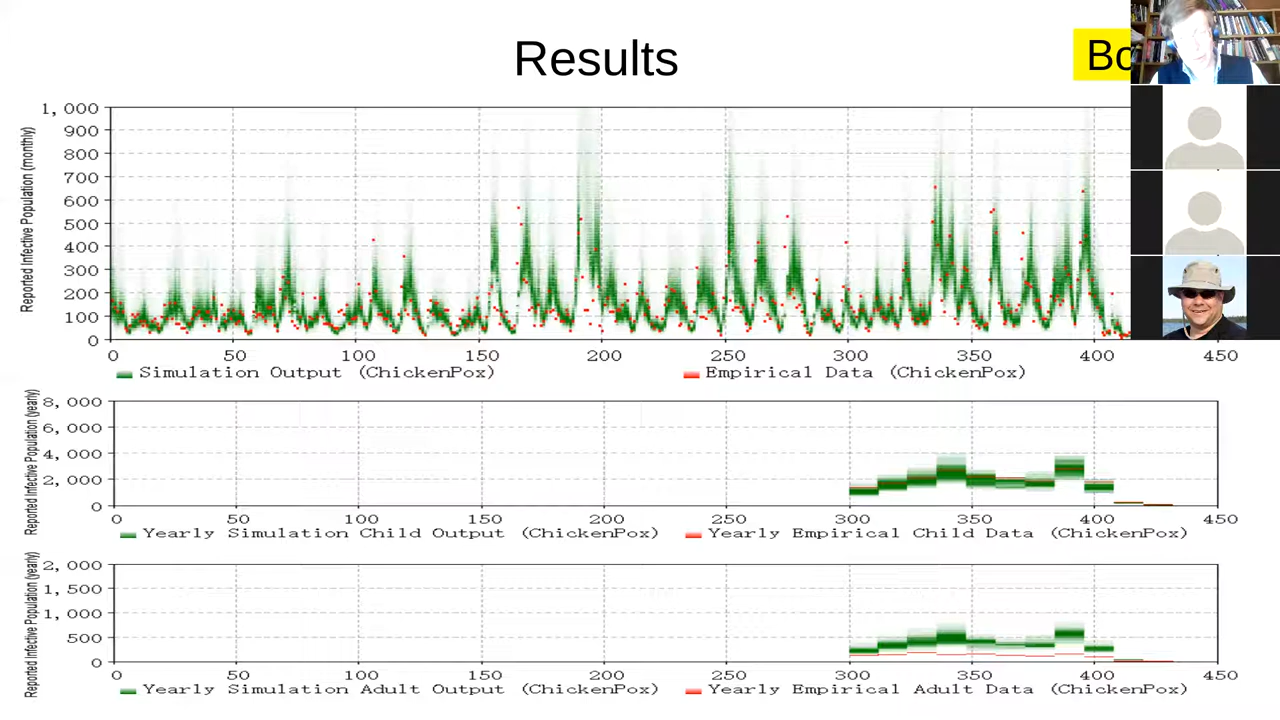 Results
Bo
Reported Infective Population (monthly)
1, 000
900
800
700
600
500
400
300
200
100
0
0 50 100 150 200 250 300 350 400 450
Simulation Output (ChickenPox) Empirical Data (ChickenPox)
Reported Infective Population (yearly)
8, 000
6, 000
4, 000
2, 000
0
0 50 100 150 200 250 300 350 400 450
Yearly Simulation Child Output (ChickenPox) Yearly Empirical Child Data (ChickenPox)
Reported Infective Population (yearly)
2, 000
1, 500
1, 000
500
0
0 50 100 150 200 250 300 350 400 450
Yearly Simulation Adult Output (ChickenPox) Yearly Empirical Adult Data (ChickenPox)